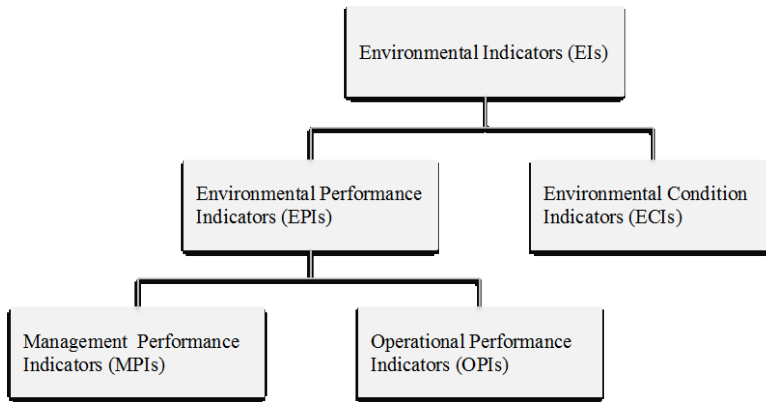 Environmental Indicators (EIs)
Environmental Performance
Indicators (EPIs)
Environmental Condition
Indicators (ECIs)
Management Performance
Indicators (MPIs)
Operational Performance
Indicators (OPIs)